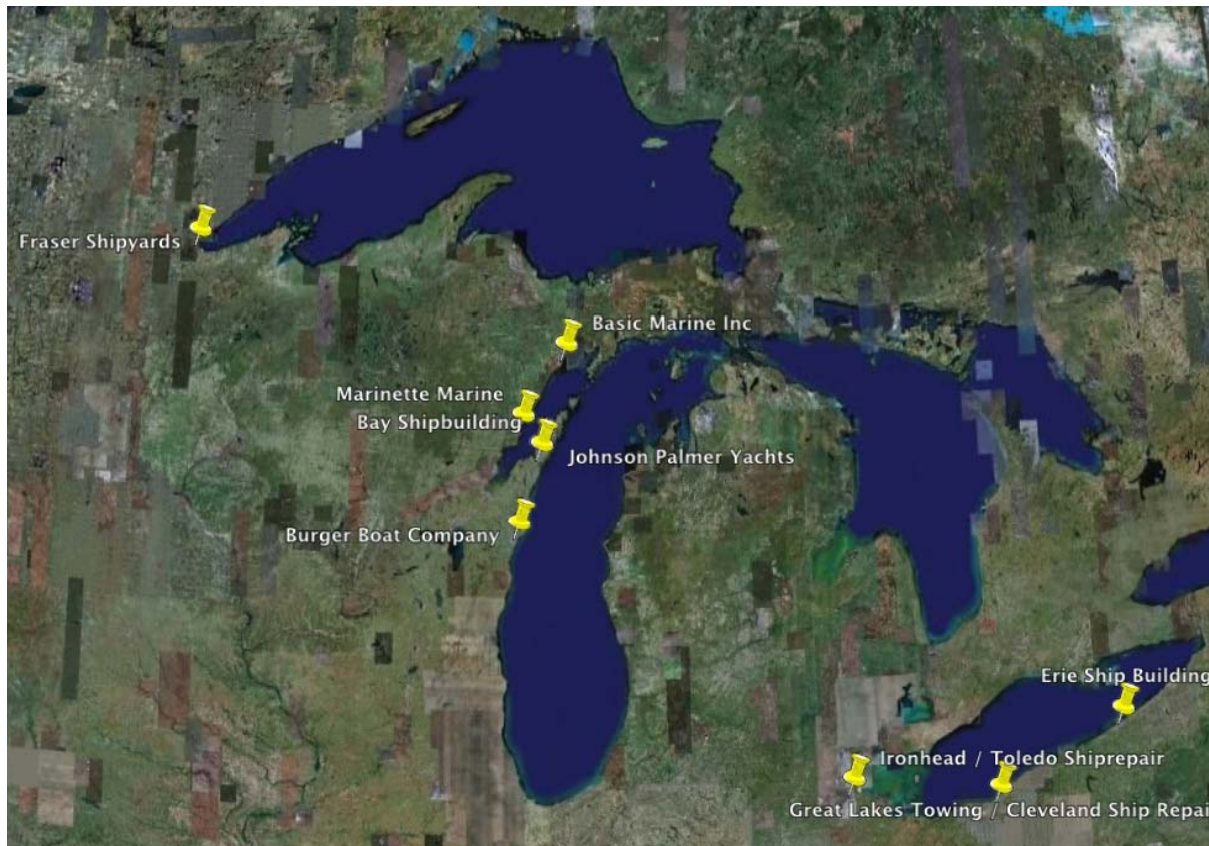 Fraser Shipyards
Basic Marine Inc
Marinette Marine
Bay Shipbuilding
Johnson Palmer Yachts
Burger Boat Company
Erie Ship Building
Ironhead / Toledo Shiprepair
Great Lakes Towing / Cleveland Ship Repai